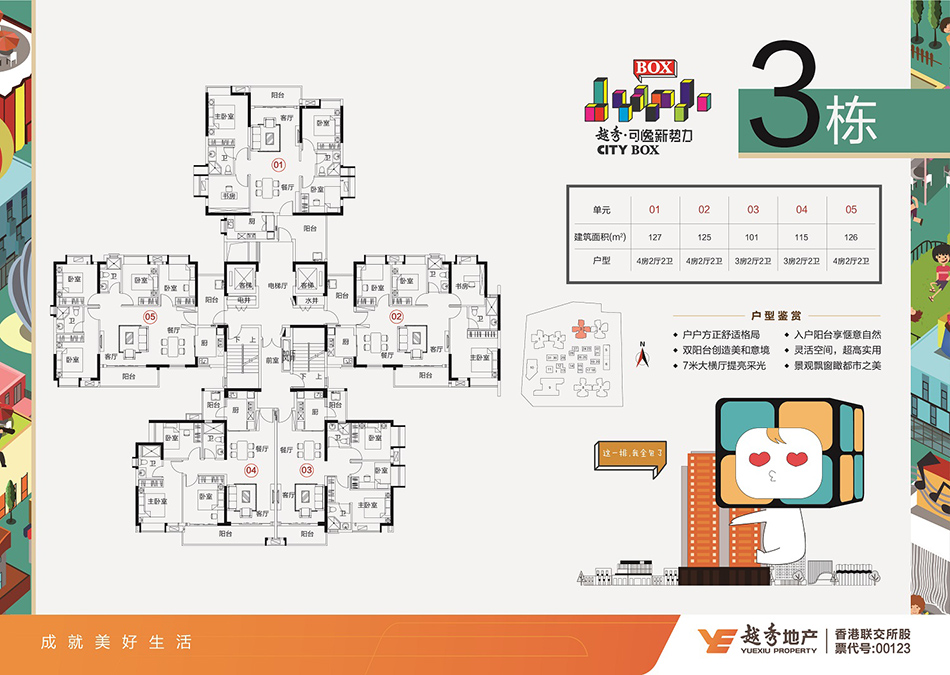 BOX
越秀·可逸新势力
CITY BOX
3栋
单元 01 02 03 04 05
建筑面积(m²) 127 125 101 115 126
户型 4房2厅2卫 4房2厅2卫 3房2厅2卫 3房2厅2卫 4房2厅2卫
户型鉴赏
户户方正舒适格局
入户阳台享惬意自然
双阳台创造美和意境
灵活空间，超高实用
7米大横厅提亮采光
景观飘窗瞰都市之美
N
这一栋,我全包了
阳台
主卧室
客厅
卧室
卫
01
卫
书房
餐厅
卧室
厨
阳台
卧室
卫
卧室
卧室
阳台
客梯
电梯厅
客梯
阳台
卧室
卧室
卫
书房
电井
水井
05
餐厅
02
卫
卫
客厅
厨
下 上
前室
厨
餐厅
客厅
卧室
主卧室
阳台
下 上
阳台
阳台
厨
厨
阳台
卧室
卫
餐厅
餐厅
卫
卧室
卫
04
03
卧室
主卧室
卧室
客厅
客厅
卫
主卧室
阳台
阳台
成就美好生活
越秀地产
YUEXIU PROPERTY
香港联交所股
票代号:00123